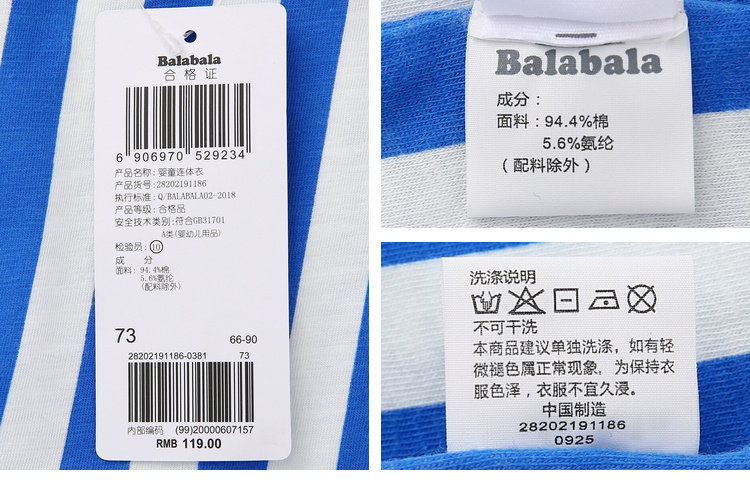 Balabala
合格证
6 906970 529234
产品名称: 婴童连体衣
产品货号: 28202191186
执行标准: Q/BALABALA02-2018
产品等级: 合格品
安全技术类别: 符合GB31701
A类(婴幼儿用品)
检验员: 10
成 分
面料: 94.4%棉
5.6%氨纶
(配料除外)
73
66-90
28202191186-0381 73
内部编码 (99)20000607157
RMB 119.00
Balabala
成分：
面料：94.4%棉
5.6%氨纶
（配料除外）
洗涤说明
不可干洗
本商品建议单独洗涤，如有轻
微褪色属正常现象，为保持衣
服色泽，衣服不宜久浸。
中国制造
28202191186
0925